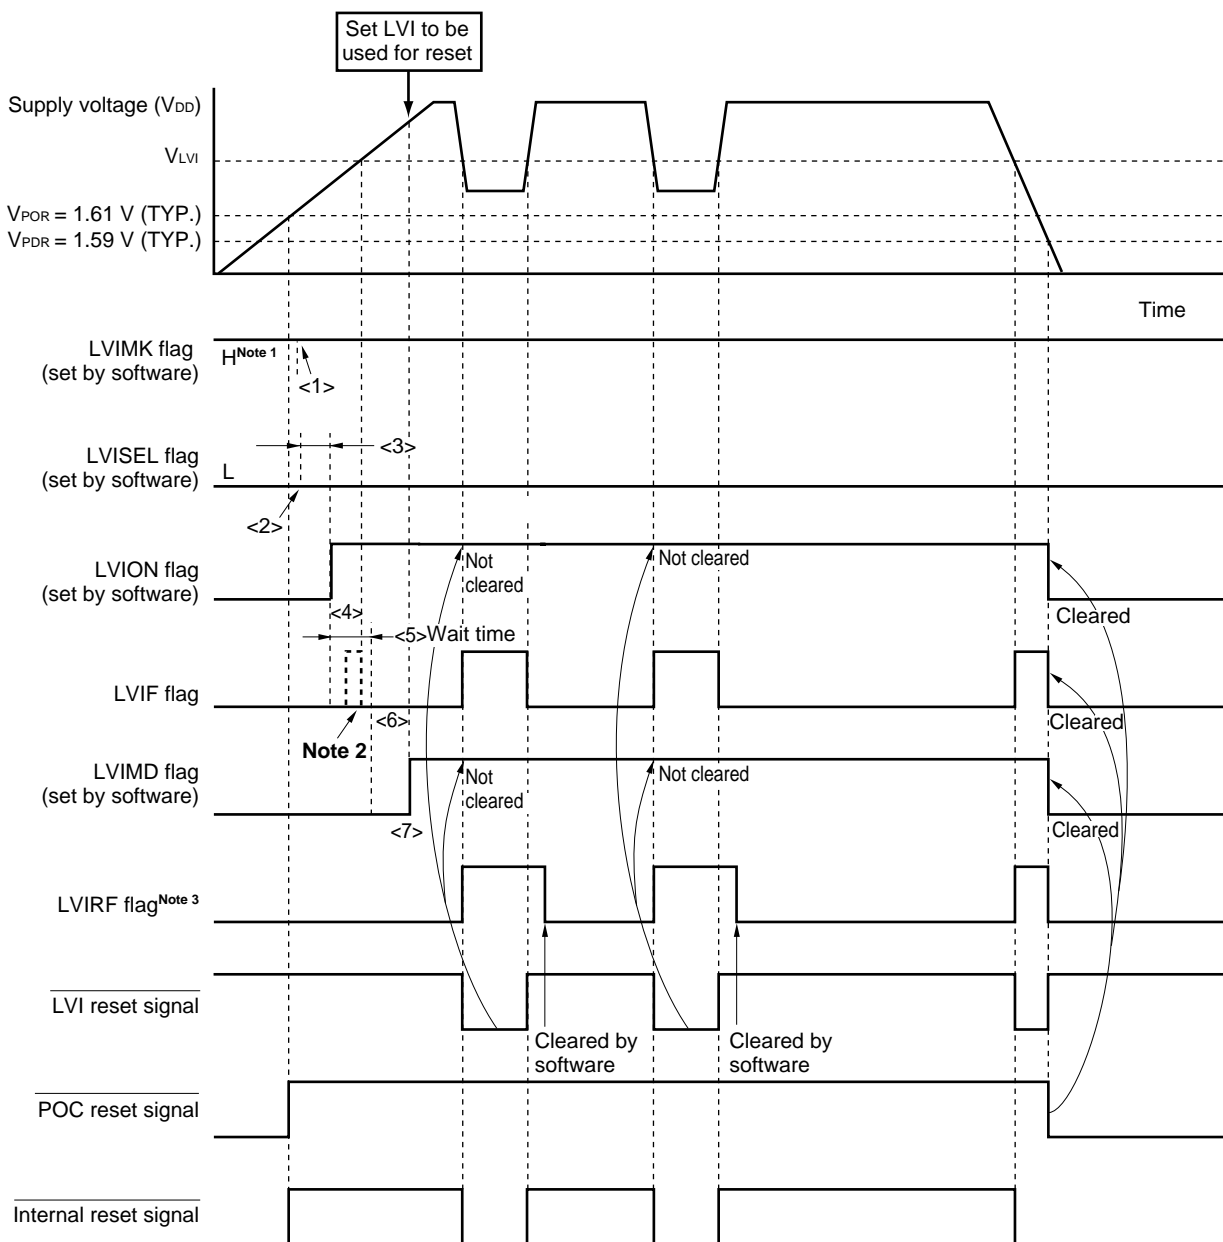 Set LVI to be
used for reset
Supply voltage (VDD)
VLVI
VPOR = 1.61 V (TYP.)
VPDR = 1.59 V (TYP.)
Time
LVIMK flag
(set by software)
H Note 1
<1>
LVISEL flag
(set by software)
<3>
L
<2>
LVION flag
(set by software)
Not
cleared
Not cleared
Cleared
<4>
<5> Wait time
LVIF flag
<6>
Note 2
Cleared
LVIMD flag
(set by software)
Not
cleared
Not cleared
<7>
Cleared
LVIRF flag Note 3
LVI reset signal
Cleared by
software
Cleared by
software
POC reset signal
Internal reset signal